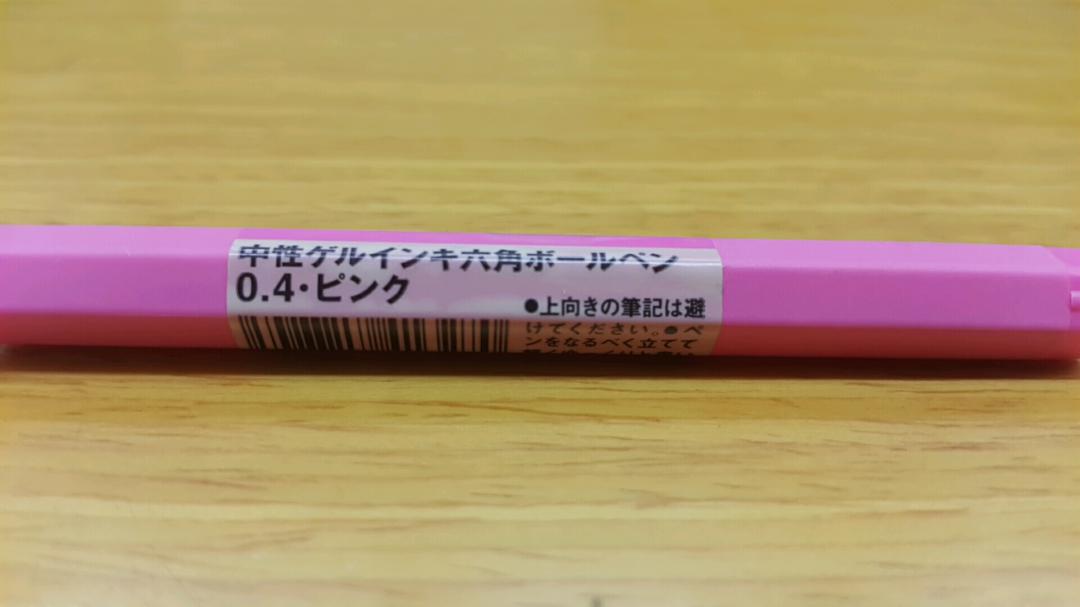 中性ゲルインキ六角ボールペン
0.4・ピンク
●上向きの筆記は避
けてください。●ペ
ンをなるべく立てて